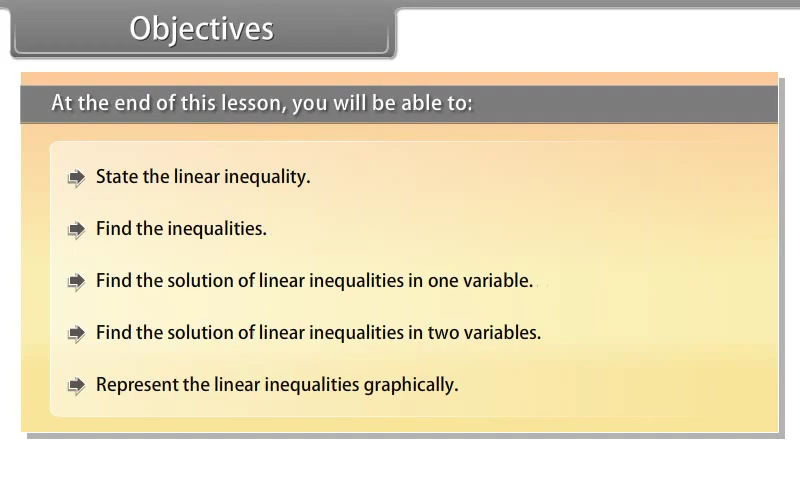 Objectives
At the end of this lesson, you will be able to:
State the linear inequality.
Find the inequalities.
Find the solution of linear inequalities in one variable.
Find the solution of linear inequalities in two variables.
Represent the linear inequalities graphically.